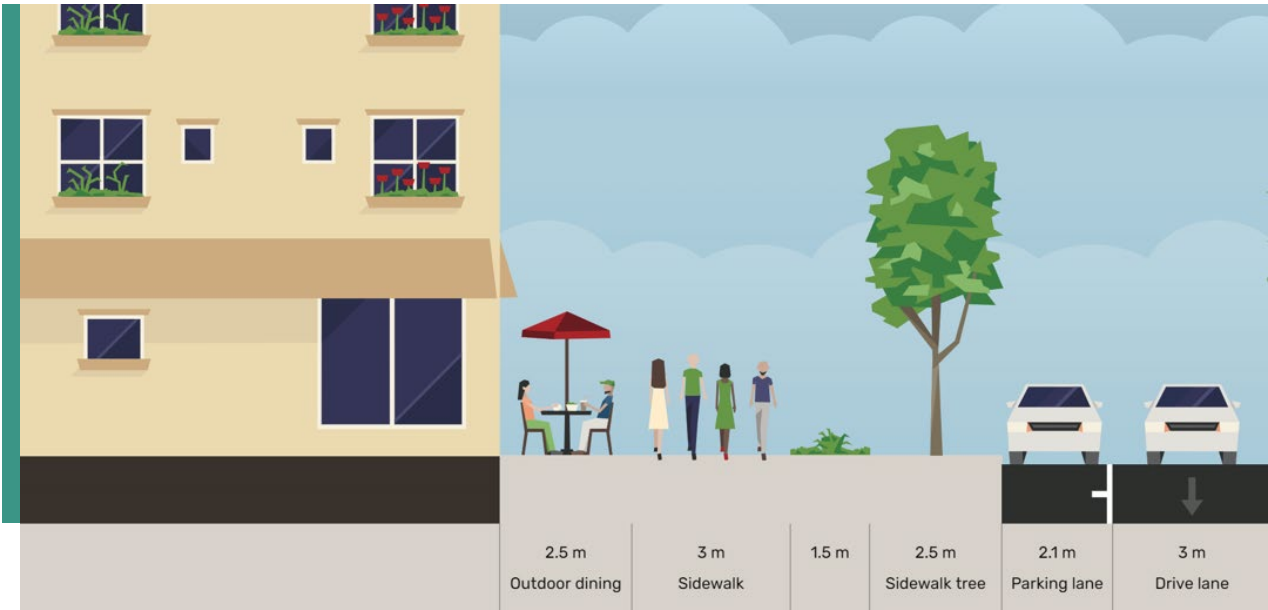 2.5 m
Outdoor dining
3 m
Sidewalk
1.5 m
2.5 m
Sidewalk tree
2.1 m
Parking lane
3 m
Drive lane